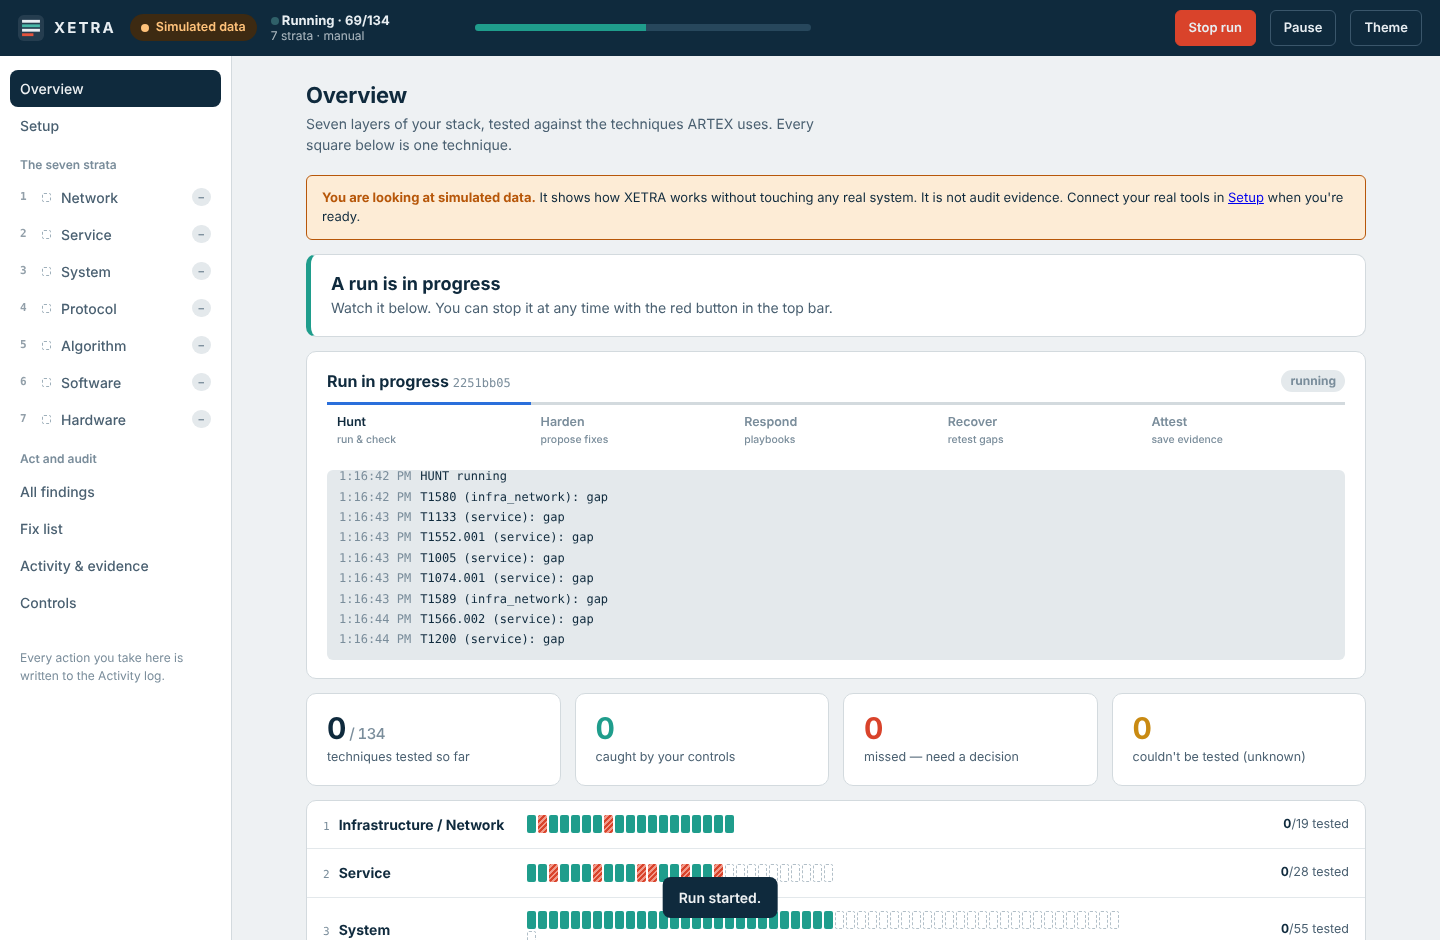 XETRA
Simulated data
Running · 69/134
7 strata · manual
Stop run
Pause
Theme
Overview
Setup
The seven strata
1 Network –
2 Service –
3 System –
4 Protocol –
5 Algorithm –
6 Software –
7 Hardware –
Act and audit
All findings
Fix list
Activity & evidence
Controls
Every action you take here is
written to the Activity log.
Overview
Seven layers of your stack, tested against the techniques ARTEX uses. Every
square below is one technique.
You are looking at simulated data. It shows how XETRA works without touching any real system. It is not audit evidence. Connect your real tools in Setup when you're
ready.
A run is in progress
Watch it below. You can stop it at any time with the red button in the top bar.
Run in progress 2251bb05
running
Hunt
run & check
Harden
propose fixes
Respond
playbooks
Recover
retest gaps
Attest
save evidence
1:16:42 PM HUNT running
1:16:42 PM T1580 (infra_network): gap
1:16:43 PM T1133 (service): gap
1:16:43 PM T1552.001 (service): gap
1:16:43 PM T1005 (service): gap
1:16:43 PM T1074.001 (service): gap
1:16:43 PM T1589 (infra_network): gap
1:16:44 PM T1566.002 (service): gap
1:16:44 PM T1200 (service): gap
0 / 134
techniques tested so far
0
caught by your controls
0
missed — need a decision
0
couldn't be tested (unknown)
1 Infrastructure / Network 0/19 tested
2 Service 0/28 tested
Run started.
3 System 0/55 tested